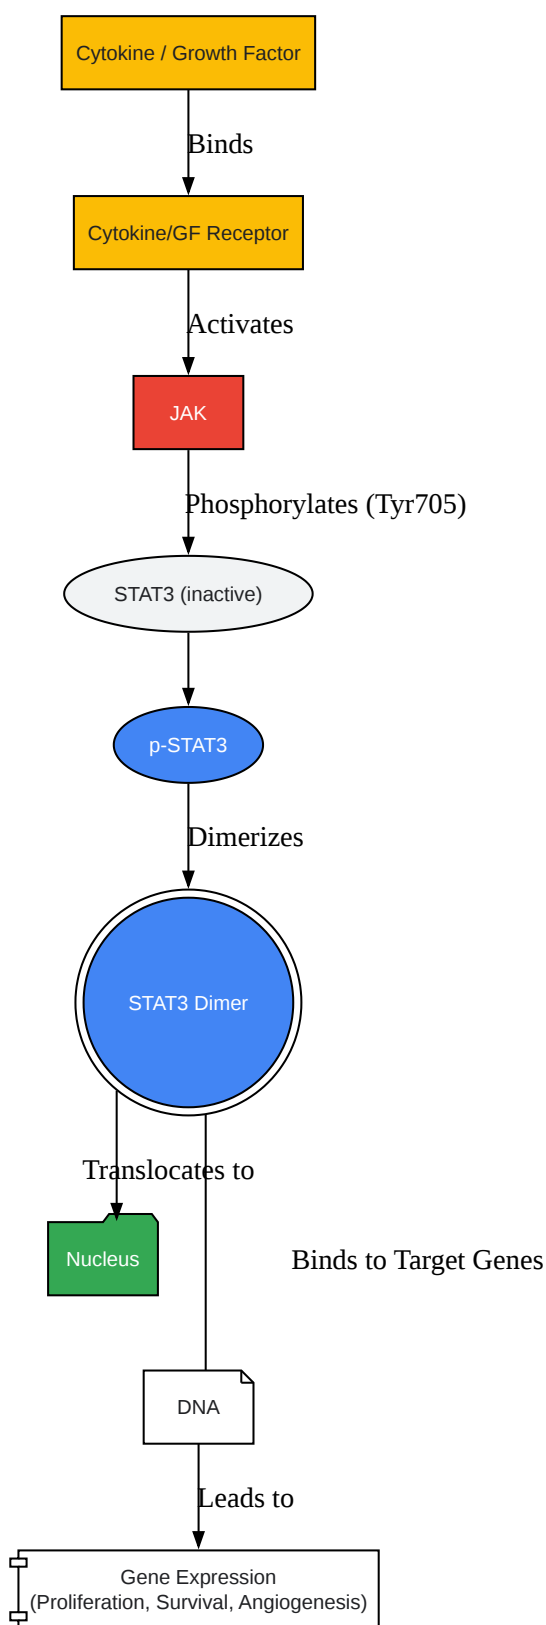 Cytokine / Growth Factor
Binds
Cytokine/GF Receptor
Activates
JAK
Phosphorylates (Tyr705)
STAT3 (inactive)
p-STAT3
Dimerizes
STAT3 Dimer
Translocates to
Nucleus
Binds to Target Genes
DNA
Leads to
Gene Expression
(Proliferation, Survival, Angiogenesis)